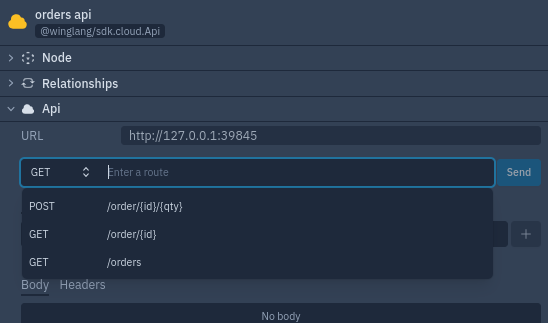 orders api
@winglang/sdk.cloud.Api
Node
Relationships
Api
URL http://127.0.0.1:39845
GET Enter a route Send
POST /order/{id}/{qty}
GET /order/{id}
GET /orders
Body Headers
No body